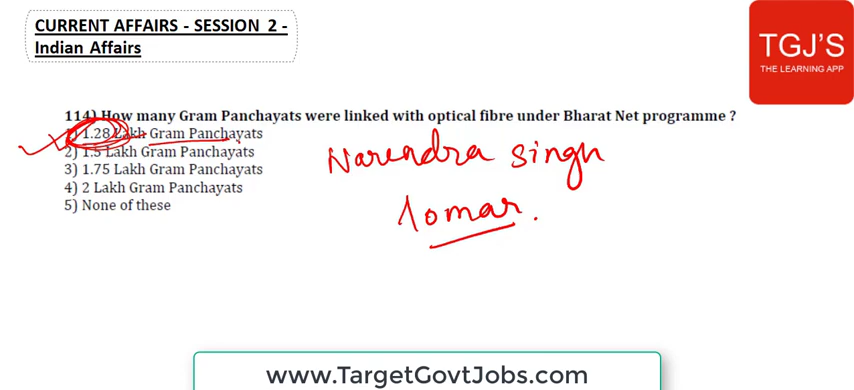 CURRENT AFFAIRS - SESSION 2 -
Indian Affairs
TGJ'S
THE LEARNING APP
114) How many Gram Panchayats were linked with optical fibre under Bharat Net programme ?
1) 1.28 Lakh Gram Panchayats
2) 1.5 Lakh Gram Panchayats
3) 1.75 Lakh Gram Panchayats
4) 2 Lakh Gram Panchayats
5) None of these
Narendra Singh
Tomar.
www.TargetGovtJobs.com